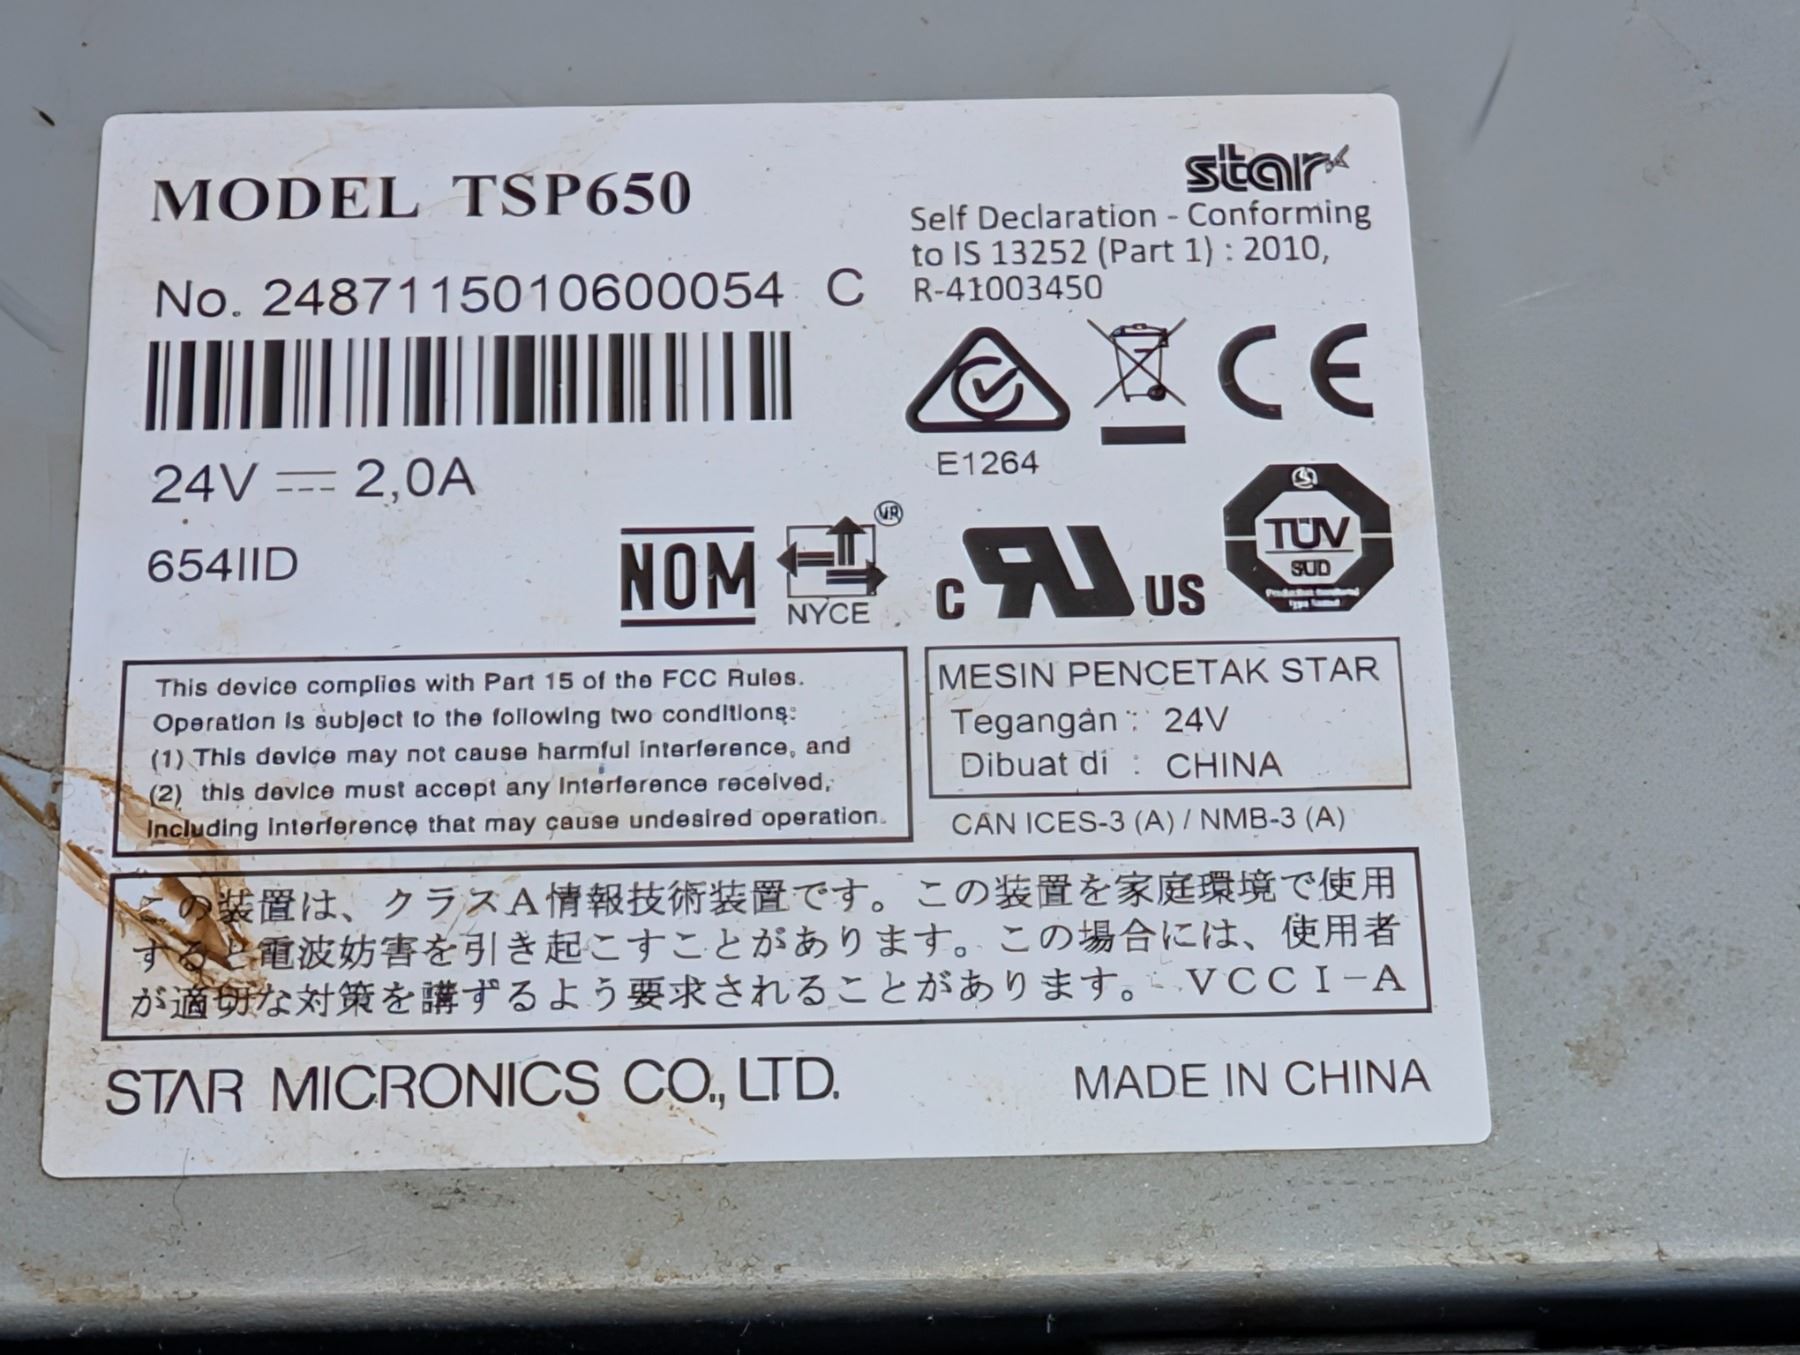 MODEL TSP650
star
Self Declaration - Conforming
to IS 13252 (Part 1) : 2010,
R-41003450
No. 2487115010600054 C
24V 2,0A
654IID
E1264
CE
NOM
NYCE
VR
C RU US
TÜV
SUD
This device complies with Part 15 of the FCC Rules.
Operation is subject to the following two conditions:
(1) This device may not cause harmful interference, and
(2) this device must accept any interference received,
including interference that may cause undesired operation.
MESIN PENCETAK STAR
Tegangan : 24V
Dibuat di : CHINA
CAN ICES-3 (A) / NMB-3 (A)
この装置は、クラスA情報技術装置です。この装置を家庭環境で使用
すると電波妨害を引き起こすことがあります。この場合には、使用者
が適切な対策を講ずるよう要求されることがあります。 VCCI-A
STAR MICRONICS CO., LTD.
MADE IN CHINA